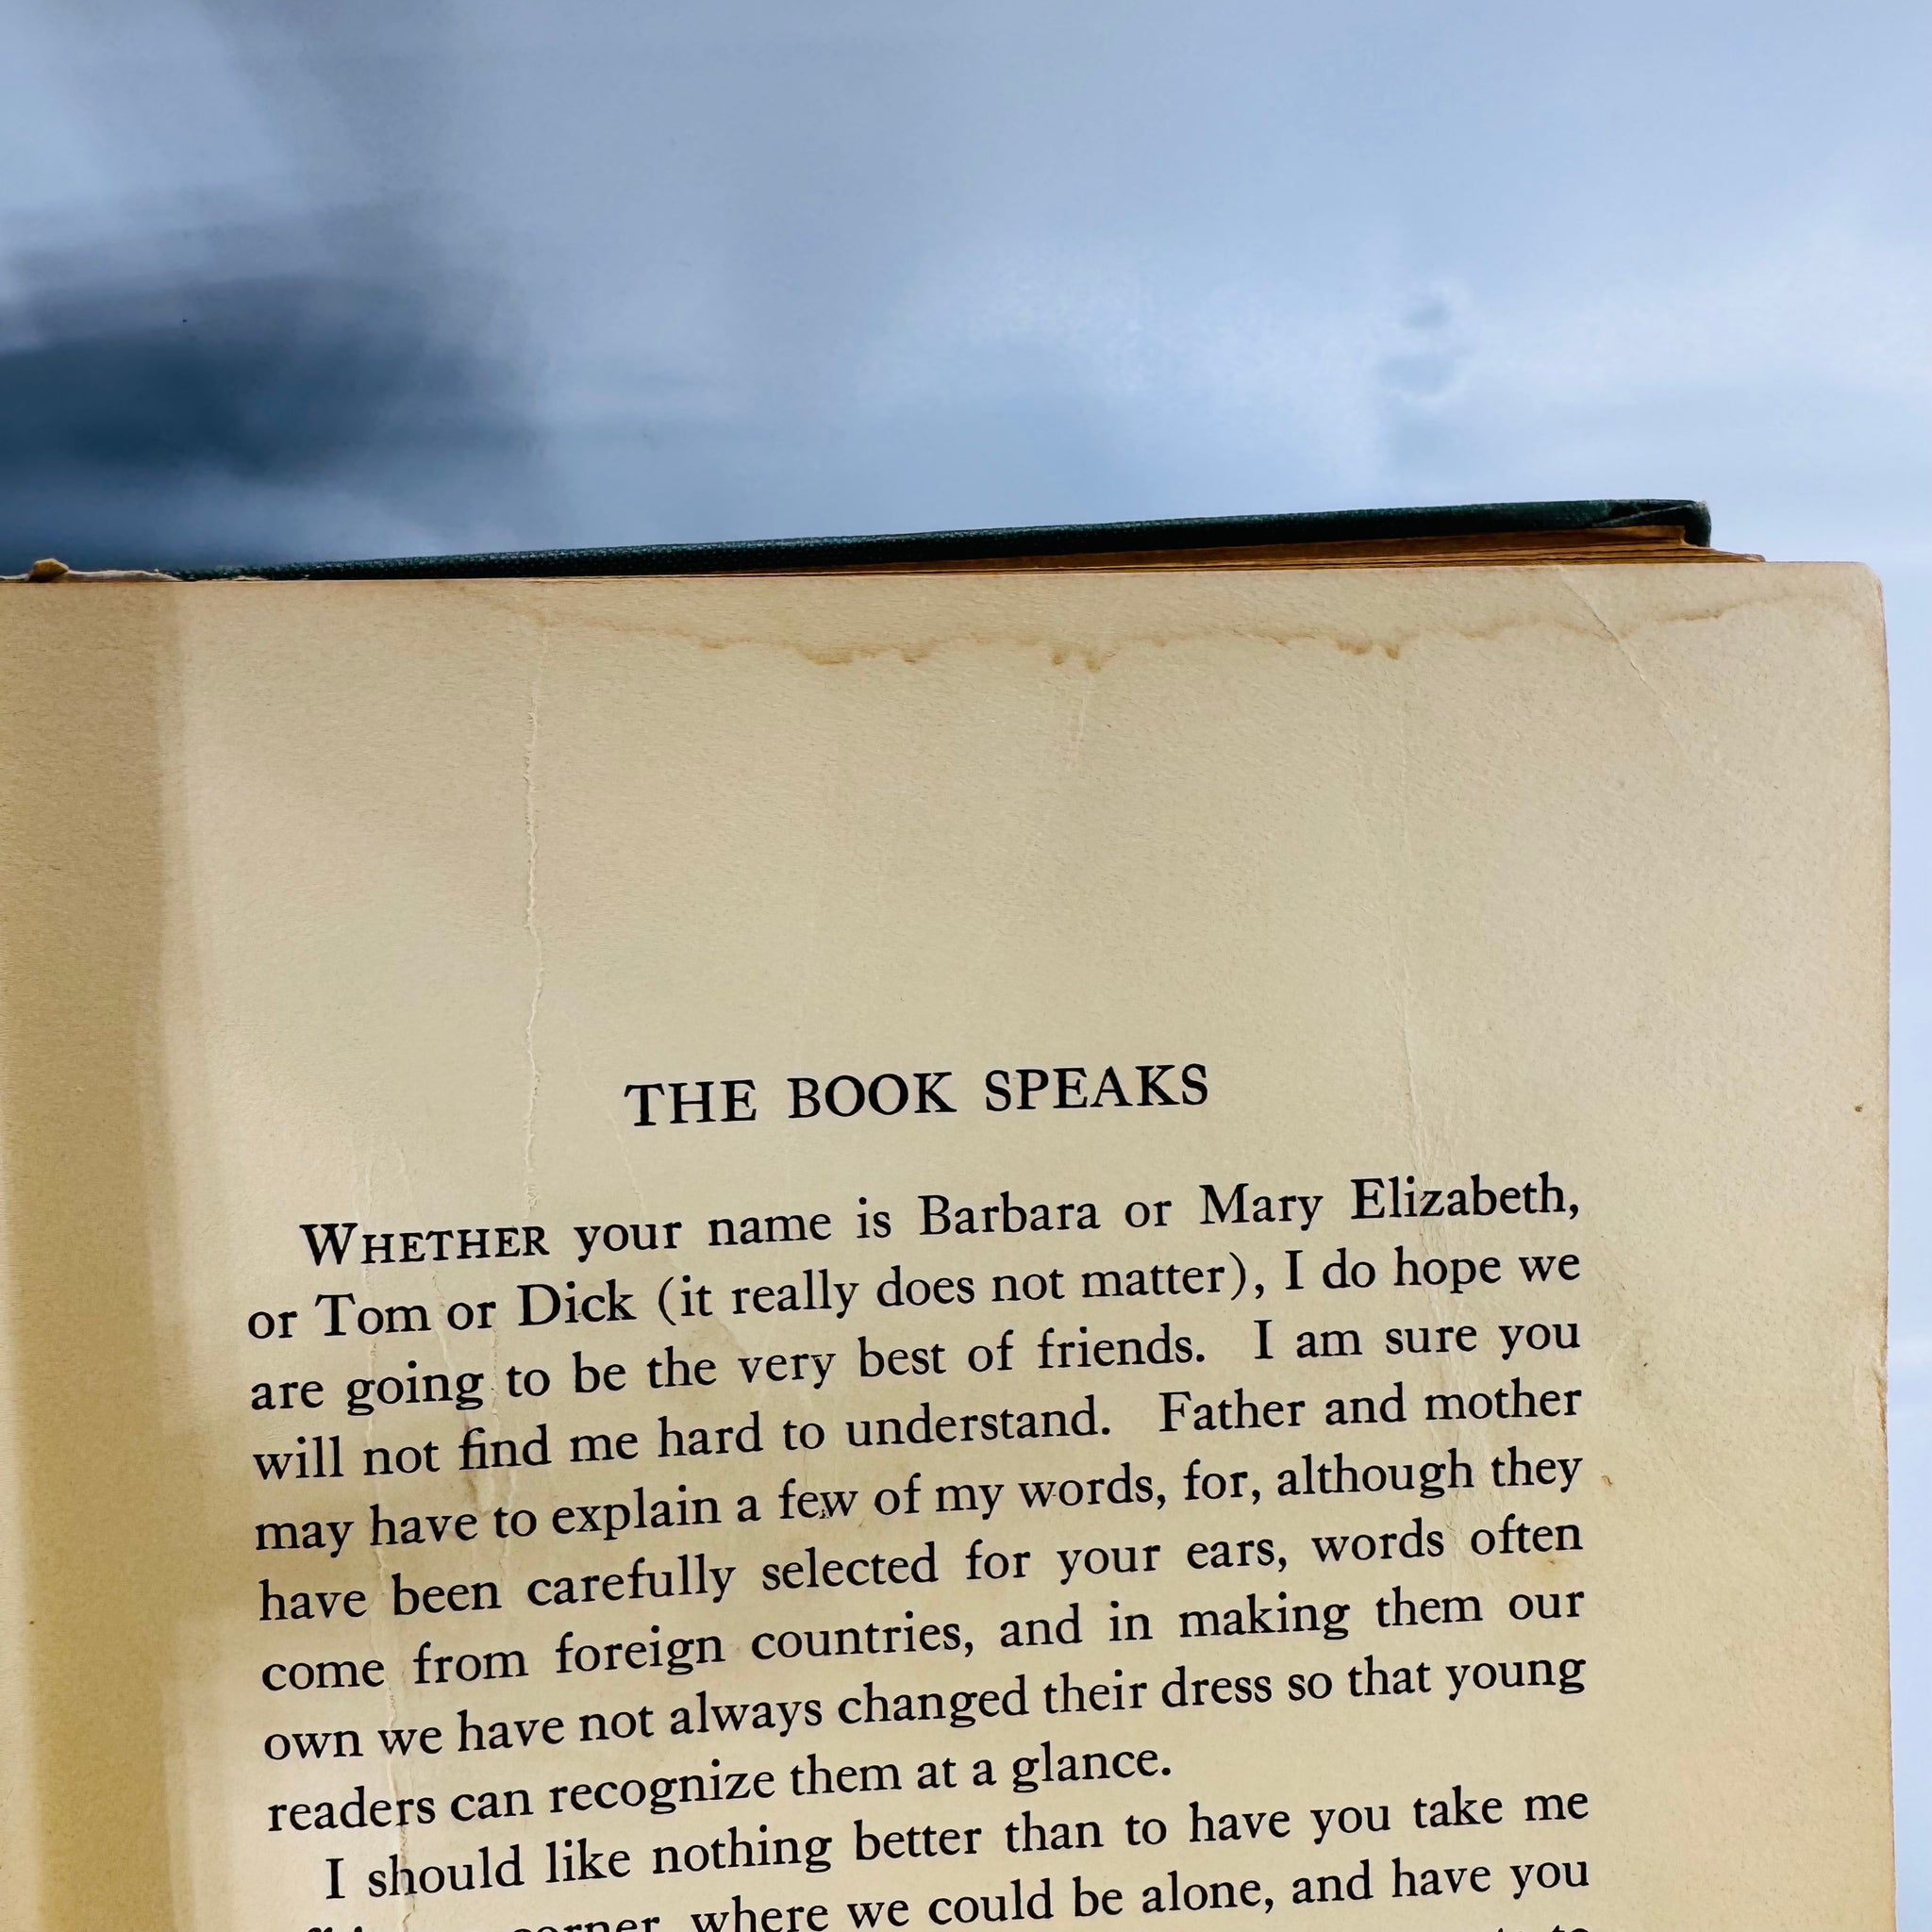 THE BOOK SPEAKS
WHETHER your name is Barbara or Mary Elizabeth,
or Tom or Dick (it really does not matter), I do hope we
are going to be the very best of friends. I am sure you
will not find me hard to understand. Father and mother
may have to explain a few of my words, for, although they
have been carefully selected for your ears, words often
come from foreign countries, and in making them our
own we have not always changed their dress so that young
readers can recognize them at a glance.
I should like nothing better than to have you take me
corner, where we could be alone, and have you
to